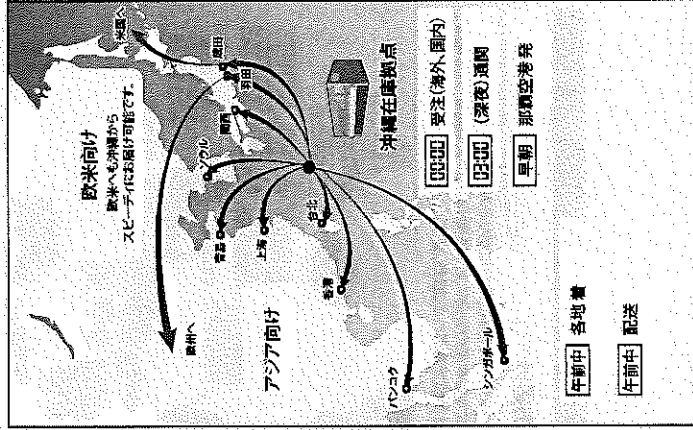 欧米向け
欧米へも沖縄から
スピーディにお届け可能です。
米国へ
欧州へ
成田
羽田
関西
ソウル
青島
上海
台北
香港
アジア向け
バンコク
シンガポール
沖縄在庫拠点
00:00 受注(海外、国内)
(深夜)通関
早朝 那覇空港 発
午前中 各地 着
午前中 配送